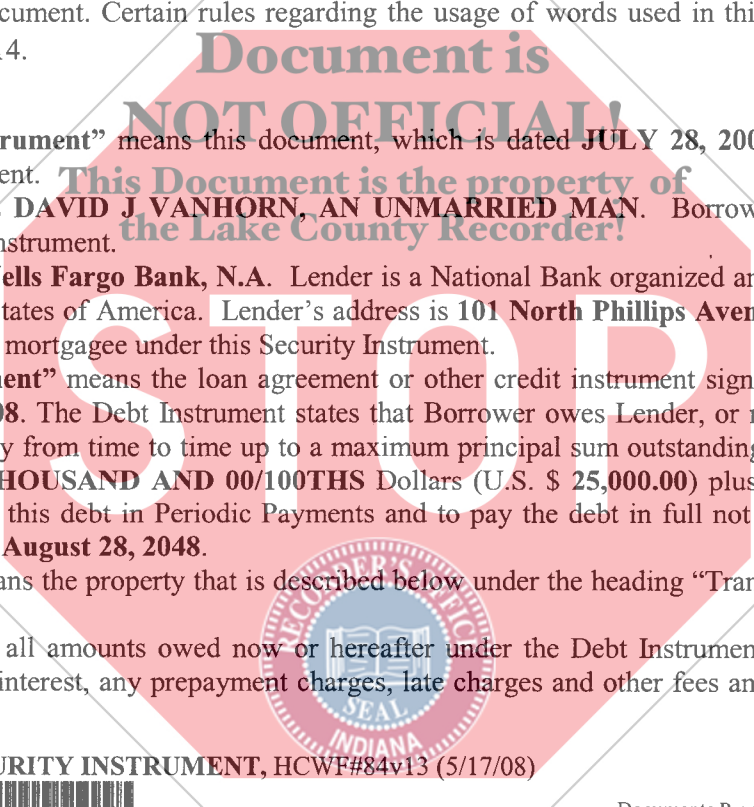 cument. Certain rules regarding the usage of words used in thi
4.
Document is
NOT OFFICIAL!
rument” means this document, which is dated JULY 28, 200
ent.
This Document is the property of
DAVID J VANHORN, AN UNMARRIED MAN. Borrow
the Lake County Recorder!
nstrument.
ells Fargo Bank, N.A. Lender is a National Bank organized an
tates of America. Lender’s address is 101 North Phillips Aven
mortgagee under this Security Instrument.
STOP
ent” means the loan agreement or other credit instrument sign
08. The Debt Instrument states that Borrower owes Lender, or
y from time to time up to a maximum principal sum outstanding
HOUSAND AND 00/100THS Dollars (U.S. $ 25,000.00) plus
this debt in Periodic Payments and to pay the debt in full not
August 28, 2048.
ans the property that is described below under the heading “Tran
RECORDER'S OFFICE
all amounts owed now or hereafter under the Debt Instrumen
interest, any prepayment charges, late charges and other fees an
SEAL
INDIANA
URITY INSTRUMENT, HCWF#84v13 (5/17/08)